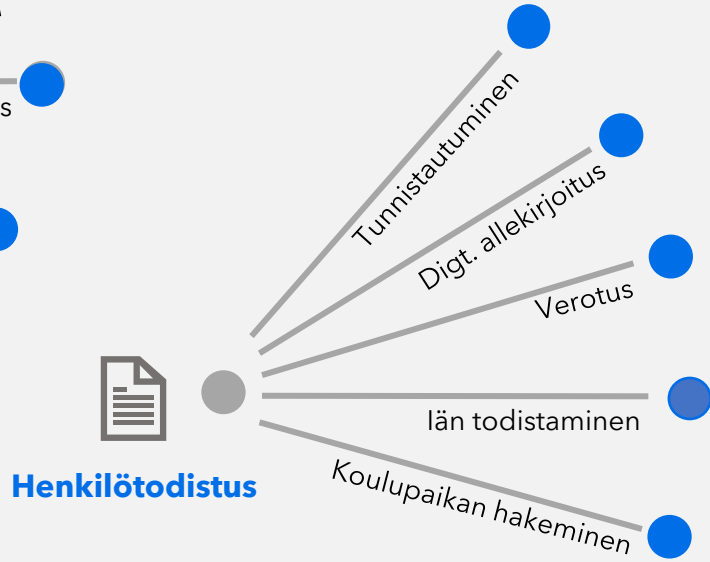 s
Tunnistautuminen
Digt. allekirjoitus
Verotus
Iän todistaminen
Koulupaikan hakeminen
Henkilötodistus